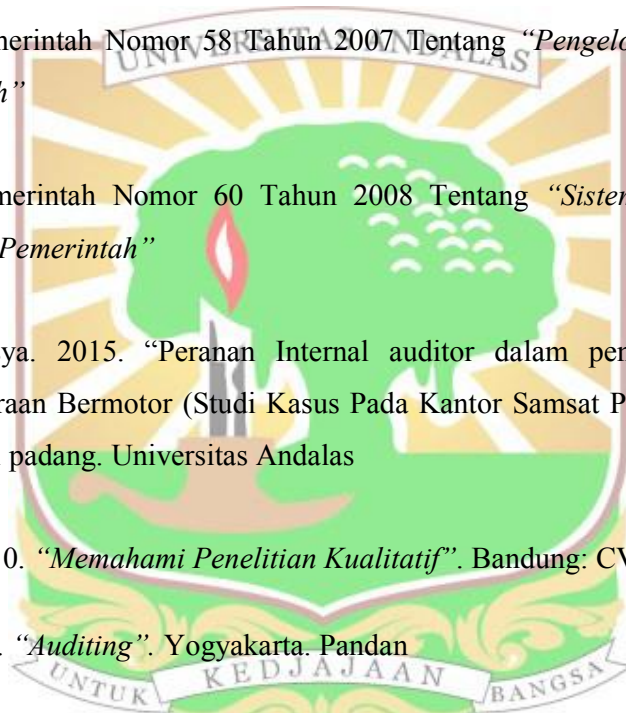 merintah Nomor 58 Tahun 2007 Tentang “Pengelo
UNIVERSITAS ANDALAS
h”
merintah Nomor 60 Tahun 2008 Tentang “Sister
Pemerintah”
ya. 2015. “Peranan Internal auditor dalam per
raan Bermotor (Studi Kasus Pada Kantor Samsat P
padang. Universitas Andalas
0. “Memahami Penelitian Kualitatif”. Bandung: CV
. “Auditing”. Yogyakarta. Pandan
UNTUK KEDJAJAAN BANGSA